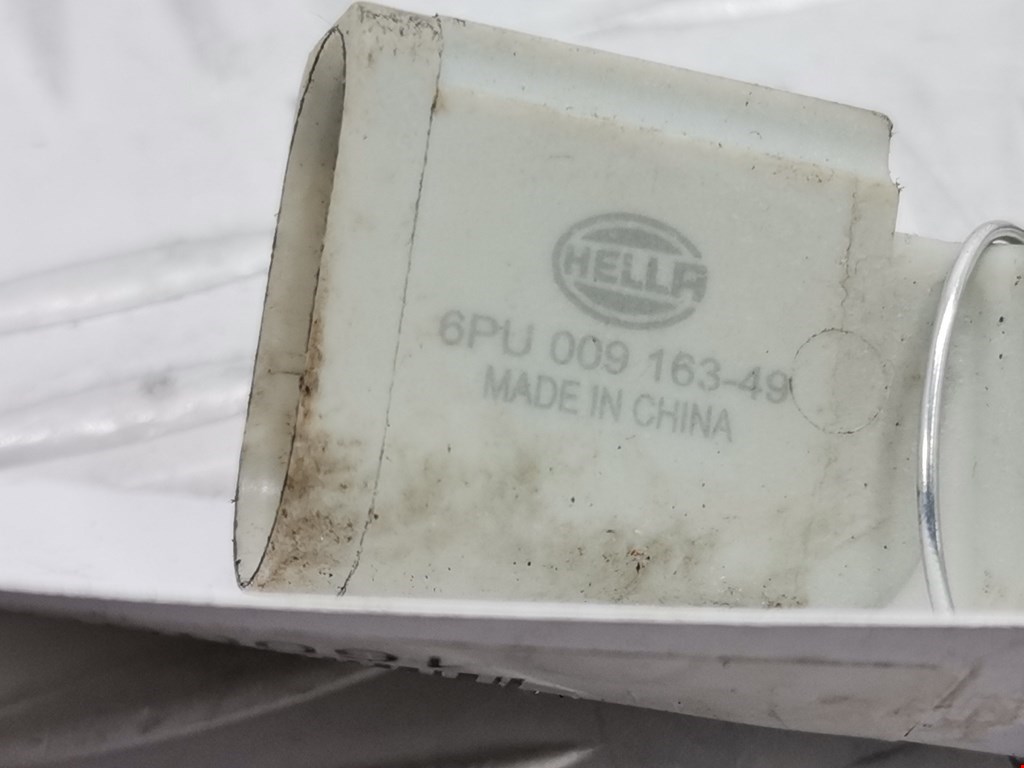 HELLA
6PU 009 163-49
MADE IN CHINA